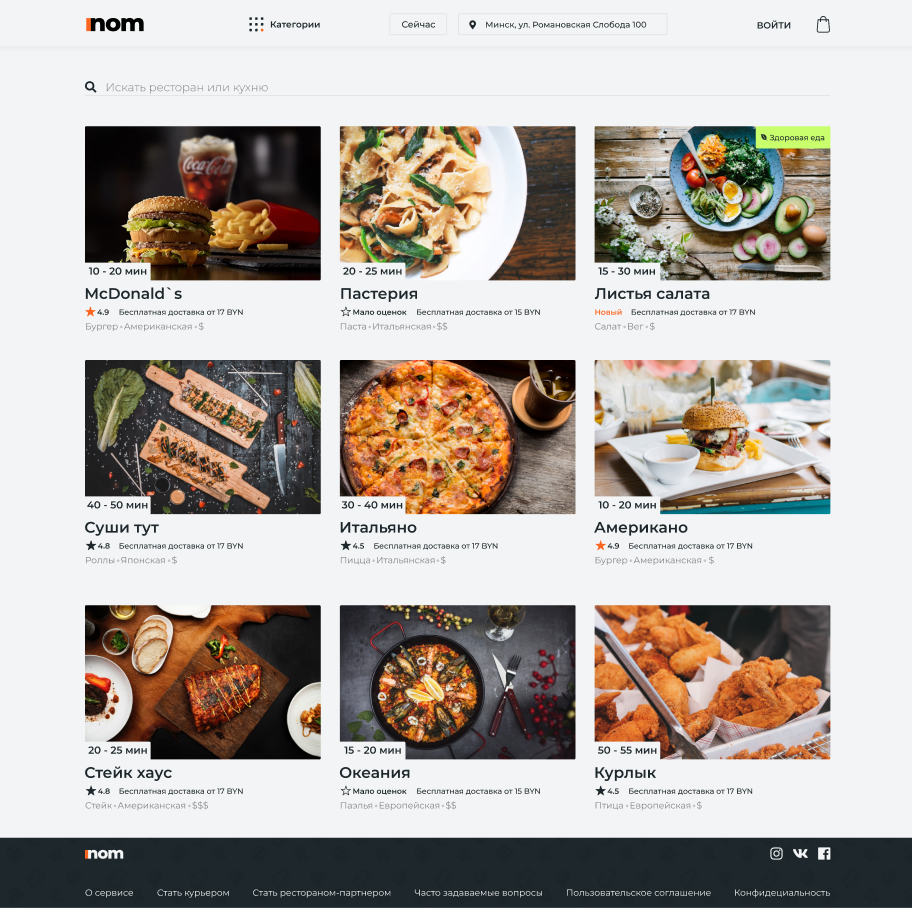 nom
Категории
Сейчас
Минск, ул. Романовская Слобода 100
ВОЙТИ
Искать ресторан или кухню
Coca-Cola
Здоровая еда
10 - 20 мин
20 - 25 мин
15 - 30 мин
McDonald`s
Пастерия
Листья салата
4.9 Бесплатная доставка от 17 BYN
Мало оценок Бесплатная доставка от 15 BYN
Новый Бесплатная доставка от 17 BYN
Бургер • Американская • $
Паста • Итальянская • $$
Салат • Вег • $
40 - 50 мин
30 - 40 мин
10 - 20 мин
Суши тут
Итальяно
Американо
4.8 Бесплатная доставка от 17 BYN
4.5 Бесплатная доставка от 17 BYN
4.9 Бесплатная доставка от 17 BYN
Роллы • Японская • $
Пицца • Итальянская • $
Бургер • Американская • $
20 - 25 мин
15 - 20 мин
50 - 55 мин
Стейк хаус
Океания
Курлык
4.8 Бесплатная доставка от 17 BYN
Мало оценок Бесплатная доставка от 15 BYN
4.5 Бесплатная доставка от 17 BYN
Стейк • Американская • $$$
Паэлья • Европейская • $$
Птица • Европейская • $
nom
О сервисе
Стать курьером
Стать рестораном-партнером
Часто задаваемые вопросы
Пользовательское соглашение
Конфидециальность